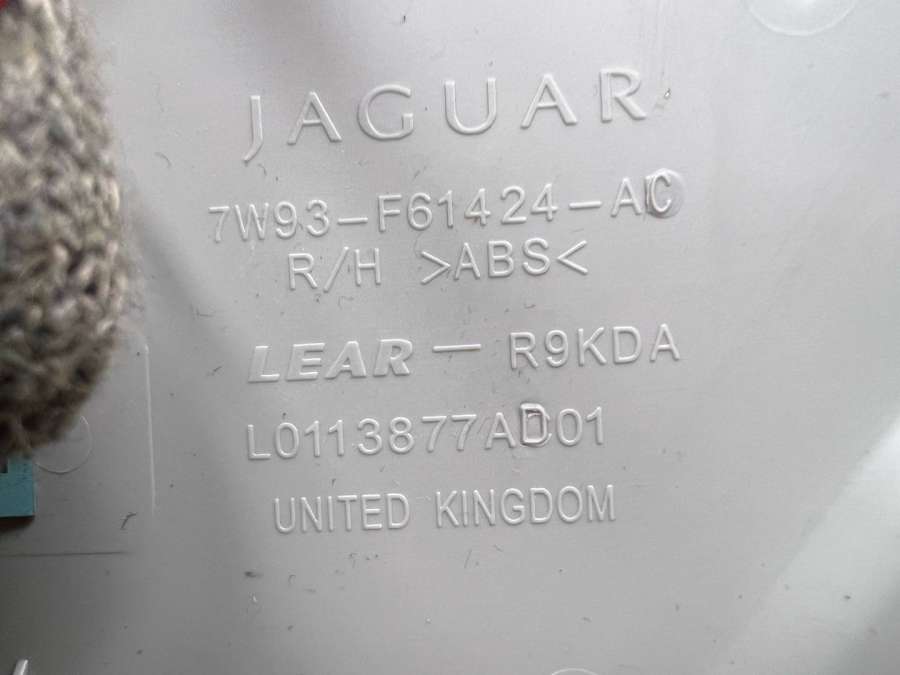 JAGUAR
7W93-F61424-AC
R/H >ABS<
LEAR - R9KDA
L0113877AD01
UNITED KINGDOM